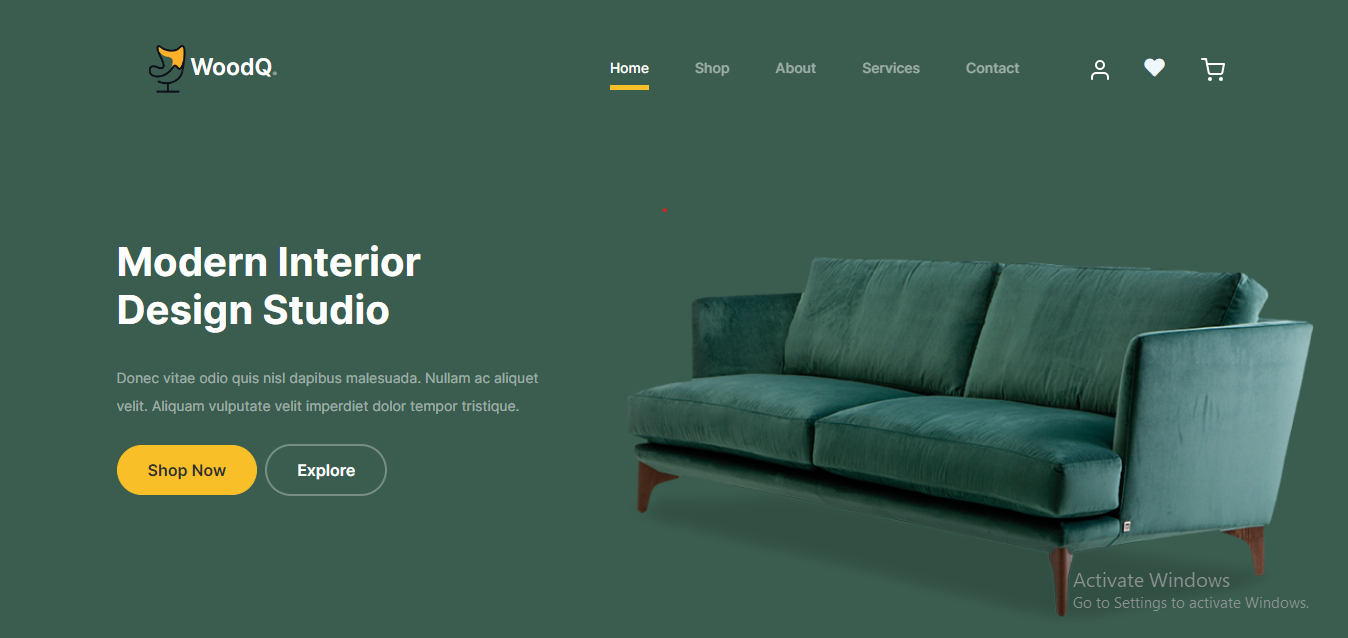 WoodQ.
Home Shop About Services Contact
Modern Interior
Design Studio
Donec vitae odio quis nisl dapibus malesuada. Nullam ac aliquet
velit. Aliquam vulputate velit imperdiet dolor tempor tristique.
Shop Now Explore
Activate Windows
Go to Settings to activate Windows.